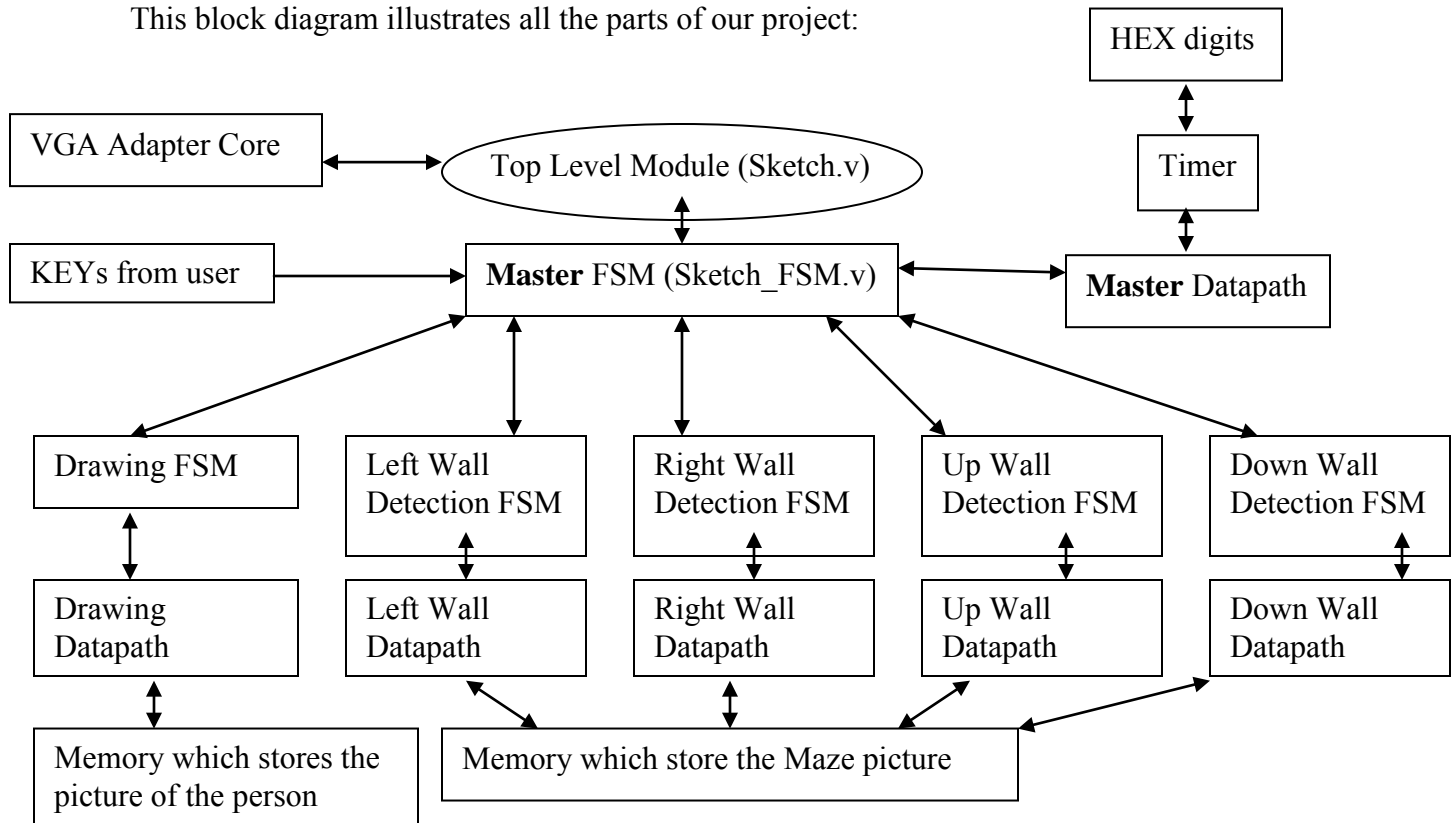 This block diagram illustrates all the parts of our project:
HEX digits
VGA Adapter Core
Top Level Module (Sketch.v)
Timer
KEYs from user
Master FSM (Sketch_FSM.v)
Master Datapath
Drawing FSM
Left Wall
Detection FSM
Right Wall
Detection FSM
Up Wall
Detection FSM
Down Wall
Detection FSM
Drawing
Datapath
Left Wall
Datapath
Right Wall
Datapath
Up Wall
Datapath
Down Wall
Datapath
Memory which stores the
picture of the person
Memory which store the Maze picture